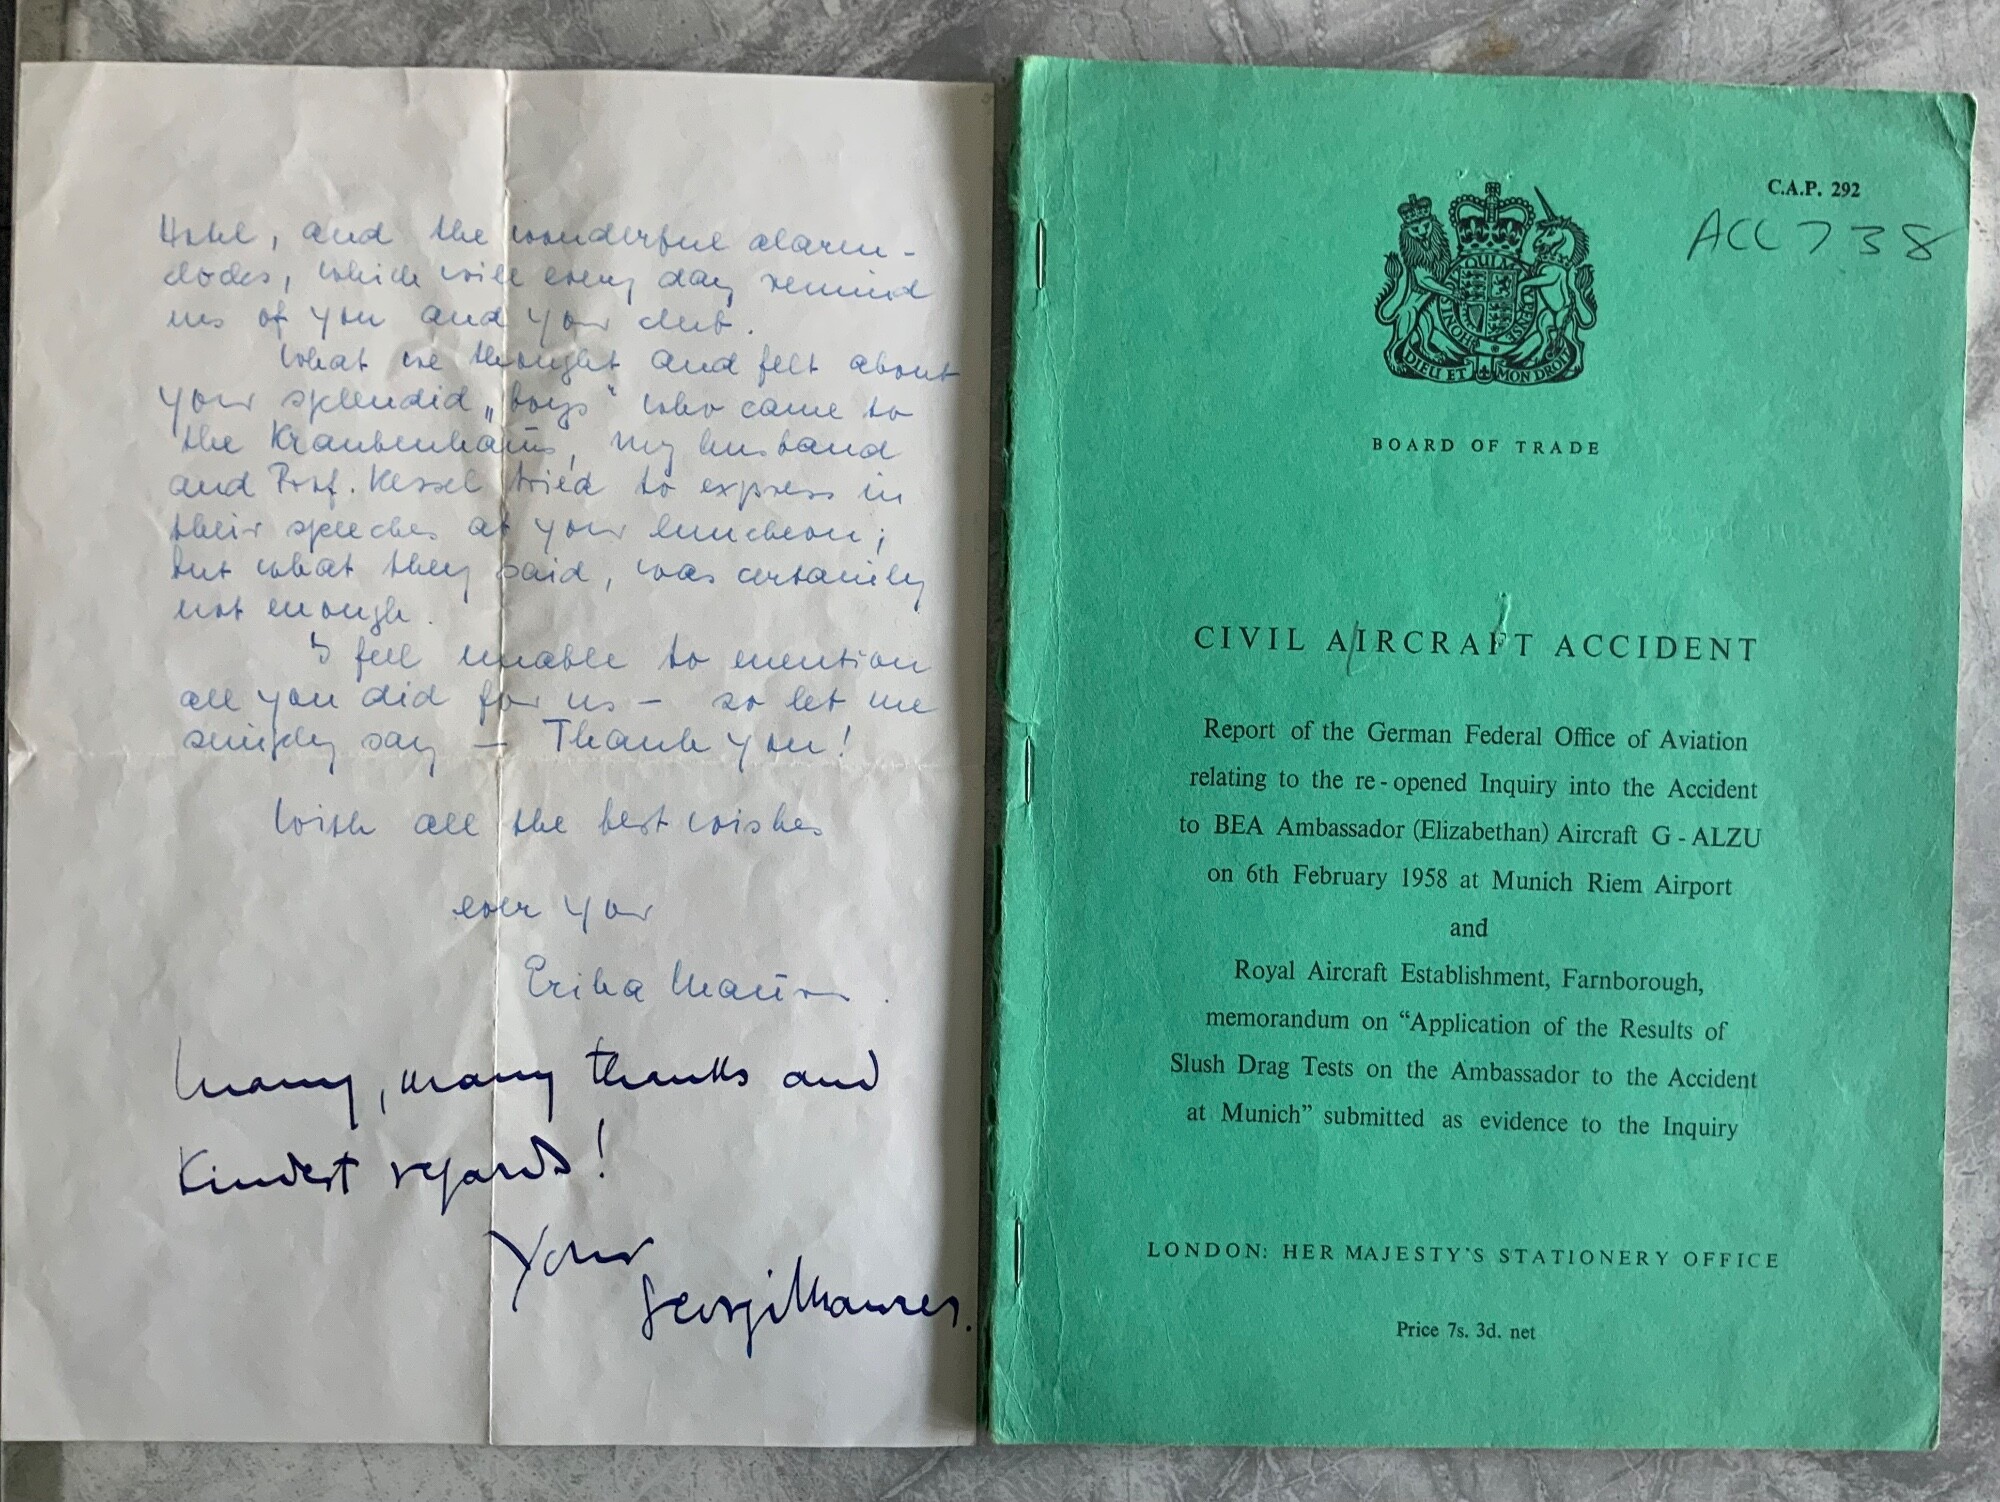 Hotel, and the wonderful alarm-
clocks, which will every day remind
us of you and your club.
What we thought and felt about
your splendid „boys“ who came to
the Krankenhaus, my husband
and Prof. Kessel tried to express in
their speeches at your luncheon;
but what they said, was certainly
not enough.
I feel unable to mention
all you did for us — so let me
simply say — Thank you!
With all the best wishes
ever your
Erika Maurer.
Many, many thanks and
Kindest regards!
Your
Georg Maurer.
C.A.P. 292
ACC 738
DIEU ET MON DROIT
BOARD OF TRADE
CIVIL AIRCRAFT ACCIDENT
Report of the German Federal Office of Aviation
relating to the re-opened Inquiry into the Accident
to BEA Ambassador (Elizabethan) Aircraft G-ALZU
on 6th February 1958 at Munich Riem Airport
and
Royal Aircraft Establishment, Farnborough,
memorandum on “Application of the Results of
Slush Drag Tests on the Ambassador to the Accident
at Munich” submitted as evidence to the Inquiry
LONDON: HER MAJESTY'S STATIONERY OFFICE
Price 7s. 3d. net